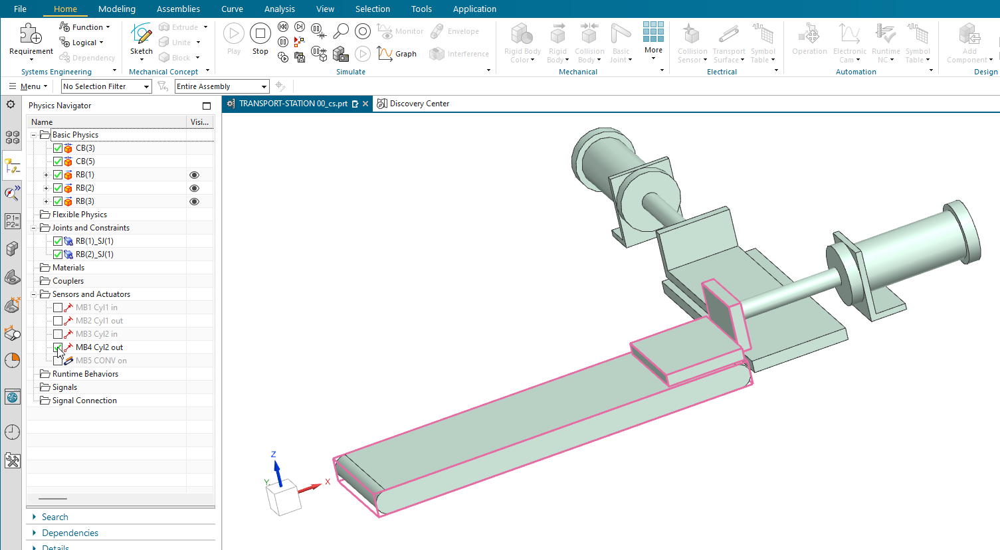 File Home Modeling Assemblies Curve Analysis View Selection Tools Application
Requirement
Function
Logical
Dependency
Systems Engineering
Sketch
Extrude
Unite
Block
Mechanical Concept
Play
Stop
Monitor
Graph
Envelope
Interference
Simulate
Rigid Body
Color
Rigid
Body
Collision
Body
Basic
Joint
More
Mechanical
Collision
Sensor
Transport
Surface
Symbol
Table
Electrical
Operation
Electronic
Cam
Runtime
NC
Symbol
Table
Automation
Add
Component
Design
Menu
No Selection Filter
Entire Assembly
Physics Navigator
TRANSPORT-STATION 00_cs.prt
Discovery Center
Name Visi...
Basic Physics
CB(3)
CB(5)
RB(1)
RB(2)
RB(3)
Flexible Physics
Joints and Constraints
RB(1)_SJ(1)
RB(2)_SJ(1)
Materials
Couplers
Sensors and Actuators
MB1 Cyl1 in
MB2 Cyl1 out
MB3 Cyl2 in
MB4 Cyl2 out
MB5 CONV on
Runtime Behaviors
Signals
Signal Connection
Search
Dependencies
Details
P1=
P2=
Z
Y
X